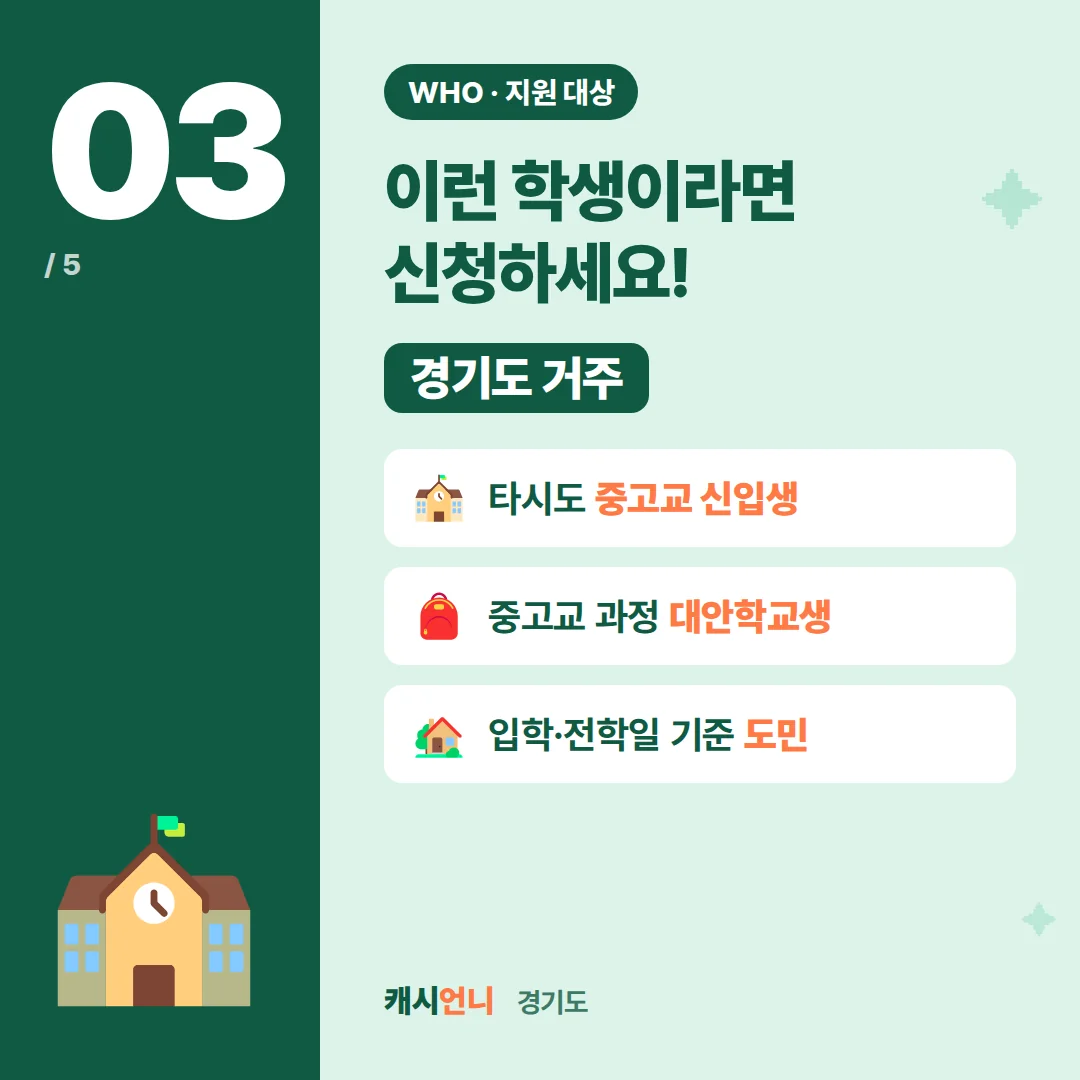 03
/ 5
WHO · 지원 대상
이런 학생이라면
신청하세요!
경기도 거주
타시도 중고교 신입생
중고교 과정 대안학교생
입학·전학일 기준 도민
캐시언니 경기도